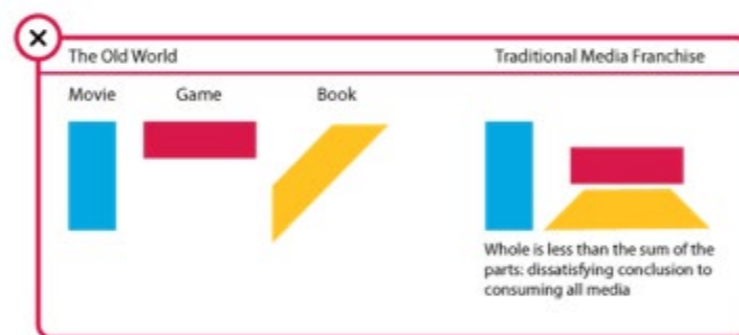 The Old World
Traditional Media Franchise
Movie
Game
Book
Whole is less than the sum of the
parts: dissatisfying conclusion to
consuming all media